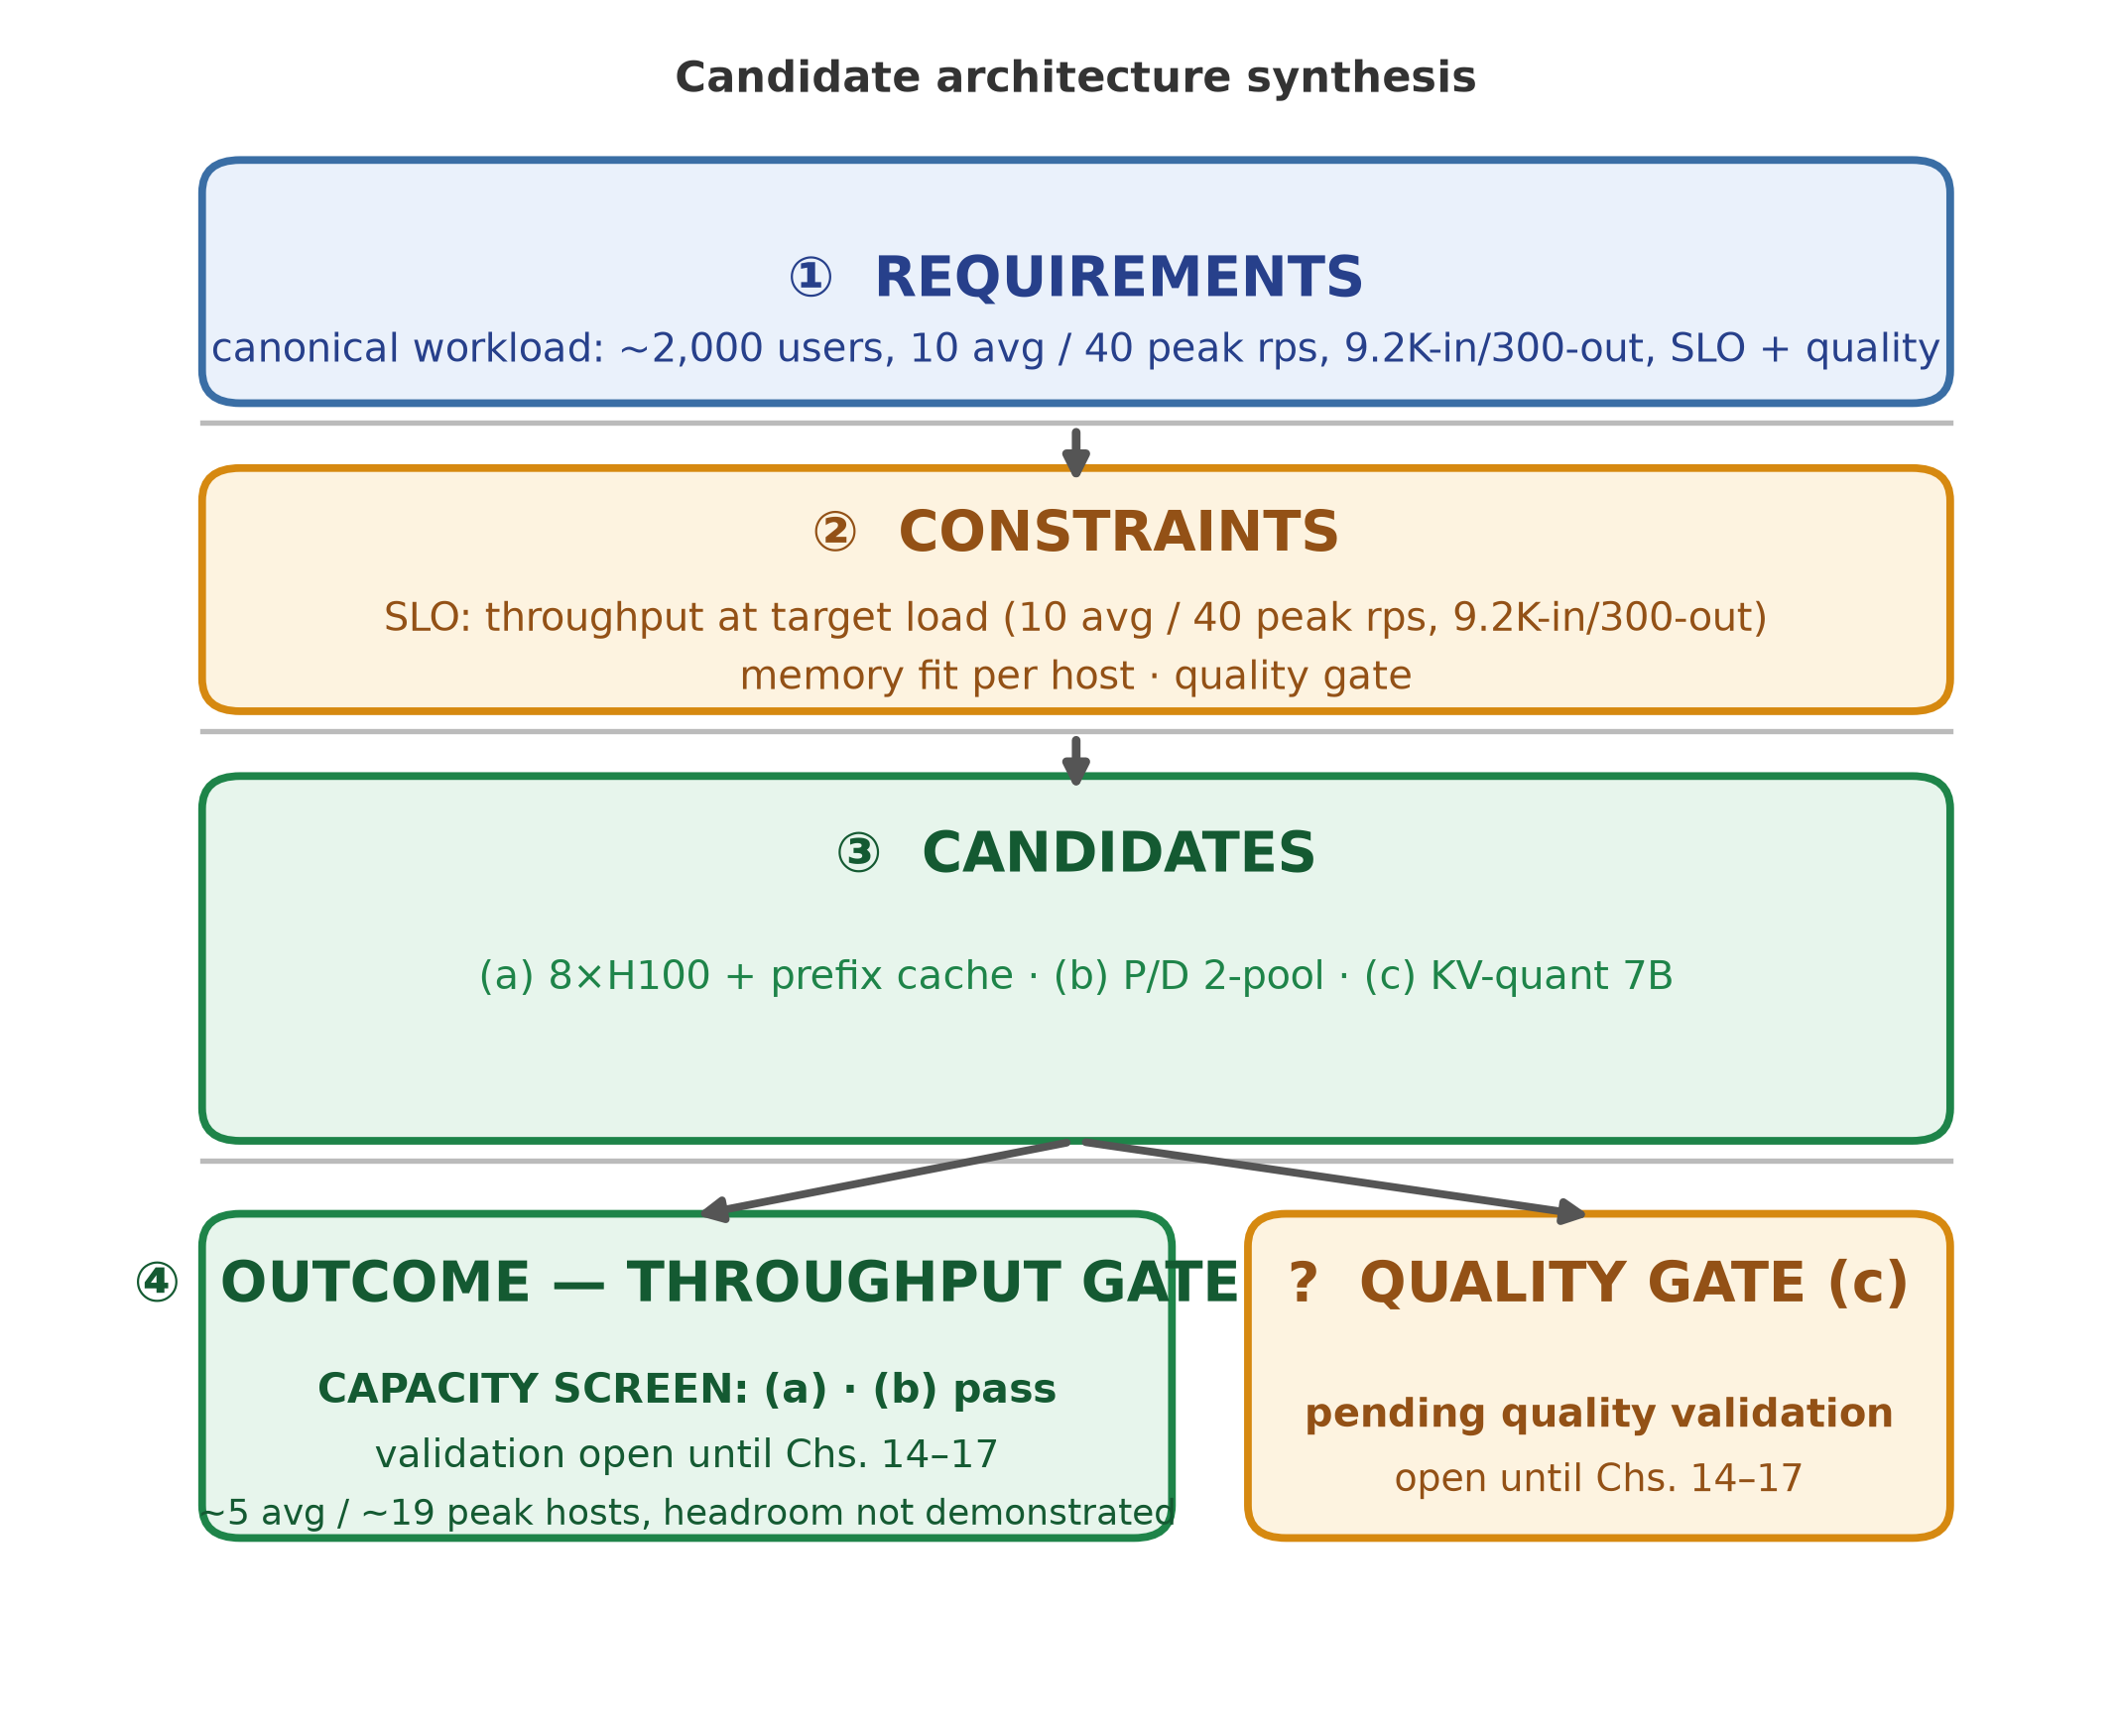 Candidate architecture synthesis
① REQUIREMENTS
canonical workload: ~2,000 users, 10 avg / 40 peak rps, 9.2K-in/300-out, SLO + quality
② CONSTRAINTS
SLO: throughput at target load (10 avg / 40 peak rps, 9.2K-in/300-out)
memory fit per host · quality gate
③ CANDIDATES
(a) 8×H100 + prefix cache · (b) P/D 2-pool · (c) KV-quant 7B
④ OUTCOME — THROUGHPUT GATE
CAPACITY SCREEN: (a) · (b) pass
validation open until Chs. 14–17
~5 avg / ~19 peak hosts, headroom not demonstrated
? QUALITY GATE (c)
pending quality validation
open until Chs. 14–17